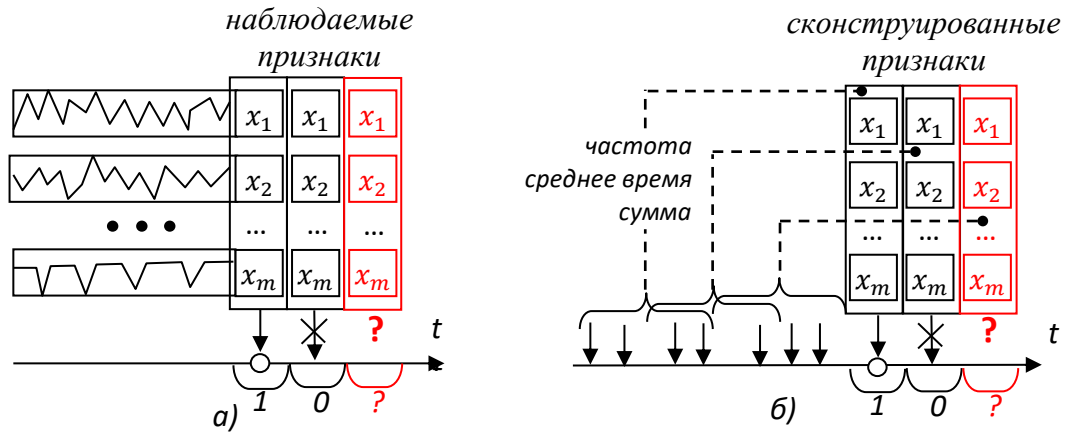 наблюдаемые
признаки
x₁ x₁ x₁
x₂ x₂ x₂
... ... ...
xₘ xₘ xₘ
? t
1 0 ?
а)
сконструированные
признаки
частота
среднее время
сумма
x₁ x₁ x₁
x₂ x₂ x₂
... ... ...
xₘ xₘ xₘ
? t
1 0 ?
б)